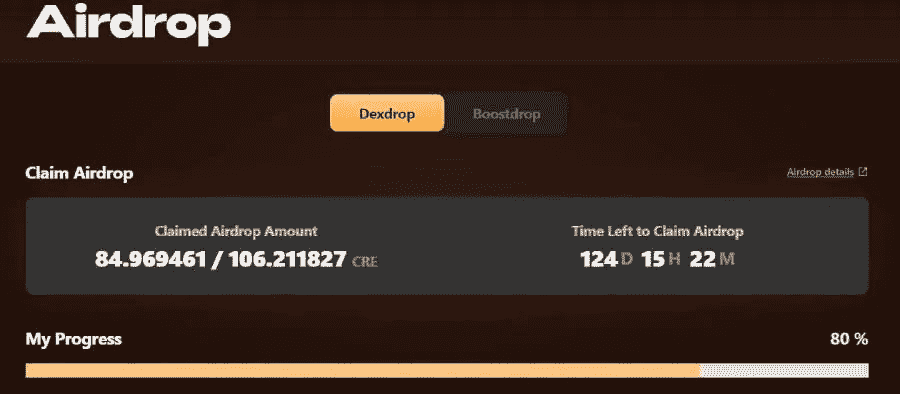 Airdrop
Dexdrop Boostdrop
Claim Airdrop Airdrop details
Claimed Airdrop Amount Time Left to Claim Airdrop
84.969461 / 106.211827 CRE 124 D 15 H 22 M
My Progress 80 %